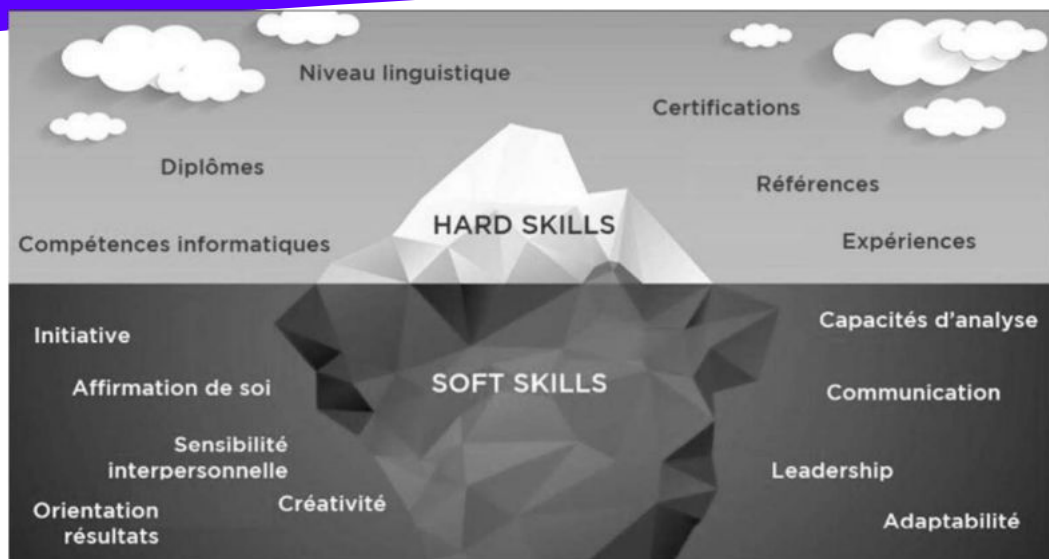 Niveau linguistique
Certifications
Diplômes
Références
HARD SKILLS
Compétences informatiques
Expériences
Initiative
Capacités d'analyse
Affirmation de soi
SOFT SKILLS
Communication
Sensibilité
interpersonnelle
Leadership
Créativité
Orientation
résultats
Adaptabilité